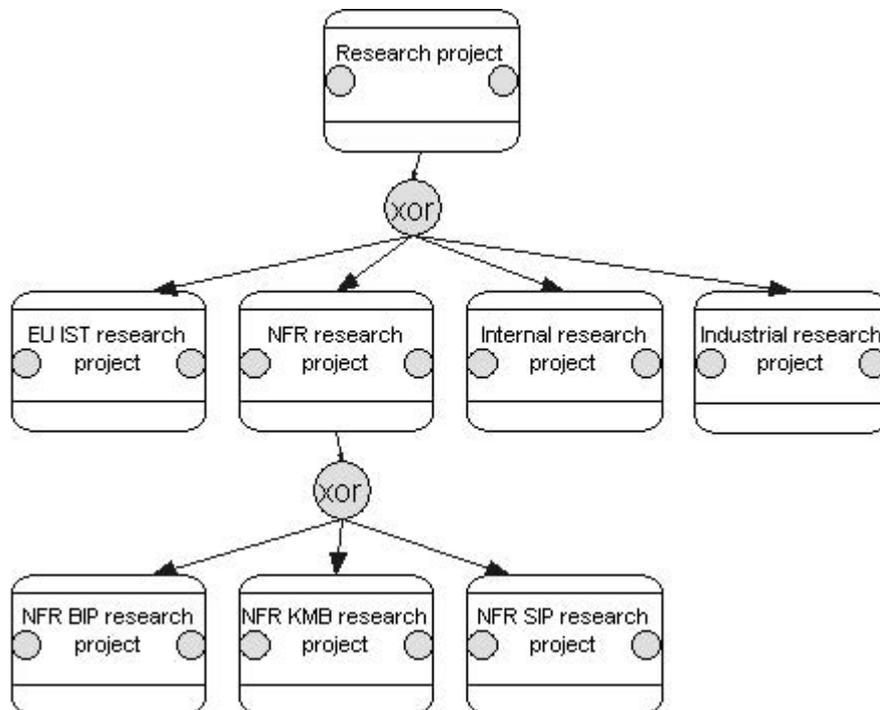 Research project
xor
EU IST research
project
NFR research
project
Internal research
project
Industrial research
project
xor
NFR BIP research
project
NFR KMB research
project
NFR SIP research
project